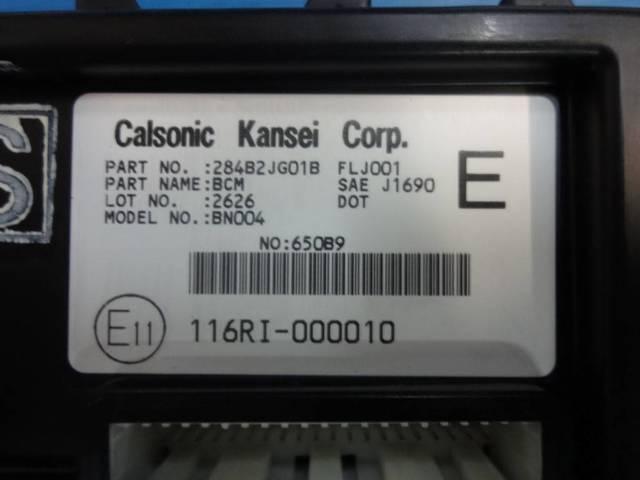 Calsonic Kansei Corp.
PART NO. :284B2JG01B FLJ001
PART NAME:BCM SAE J1690
LOT NO. :2626 DOT
MODEL NO.:BN004
E
NO:650B9
E11 116RI-000010
S